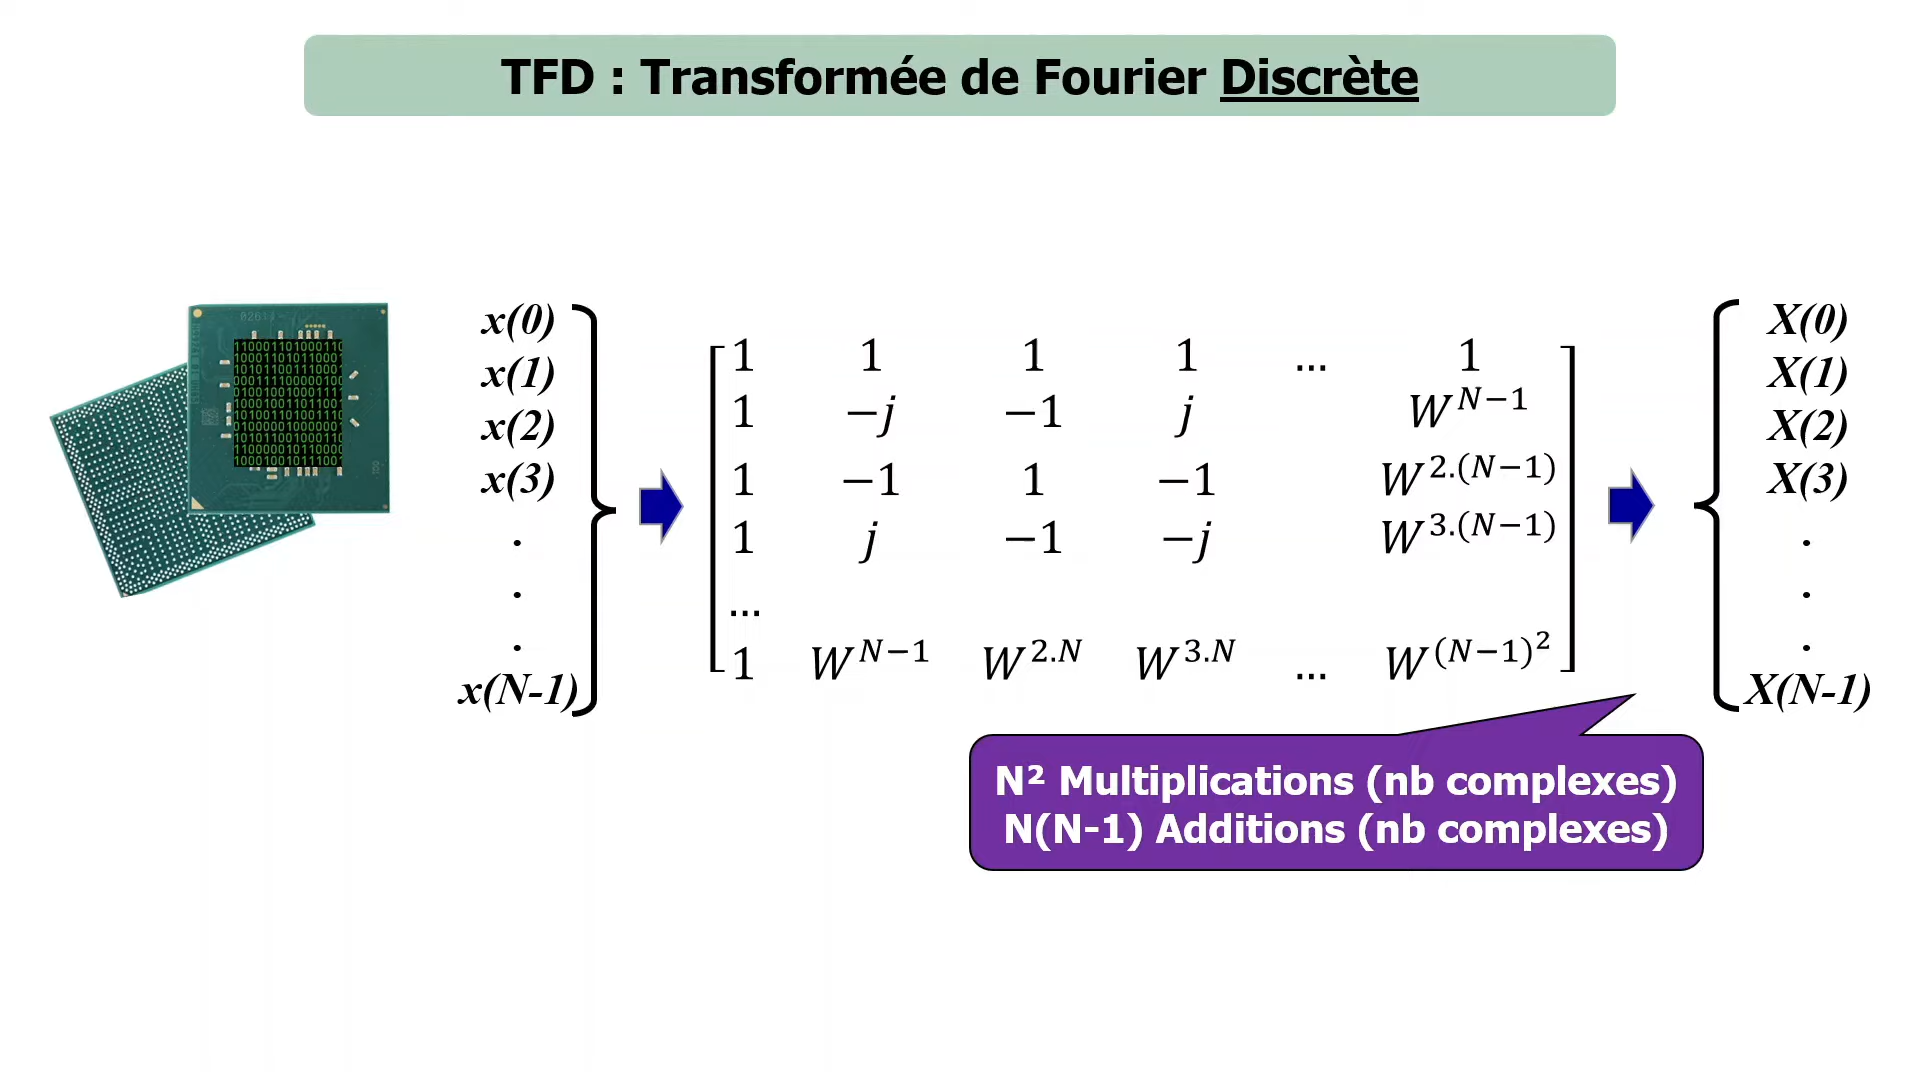 TFD : Transformée de Fourier Discrète
x(0)
x(1)
x(2)
x(3)
.
.
.
x(N-1)
1 1 1 1 … 1
1 −j −1 j W^{N−1}
1 −1 1 −1 W^{2.(N−1)}
1 j −1 −j W^{3.(N−1)}
…
1 W^{N−1} W^{2.N} W^{3.N} … W^{(N−1)^2}
X(0)
X(1)
X(2)
X(3)
.
.
.
X(N-1)
N² Multiplications (nb complexes)
N(N-1) Additions (nb complexes)